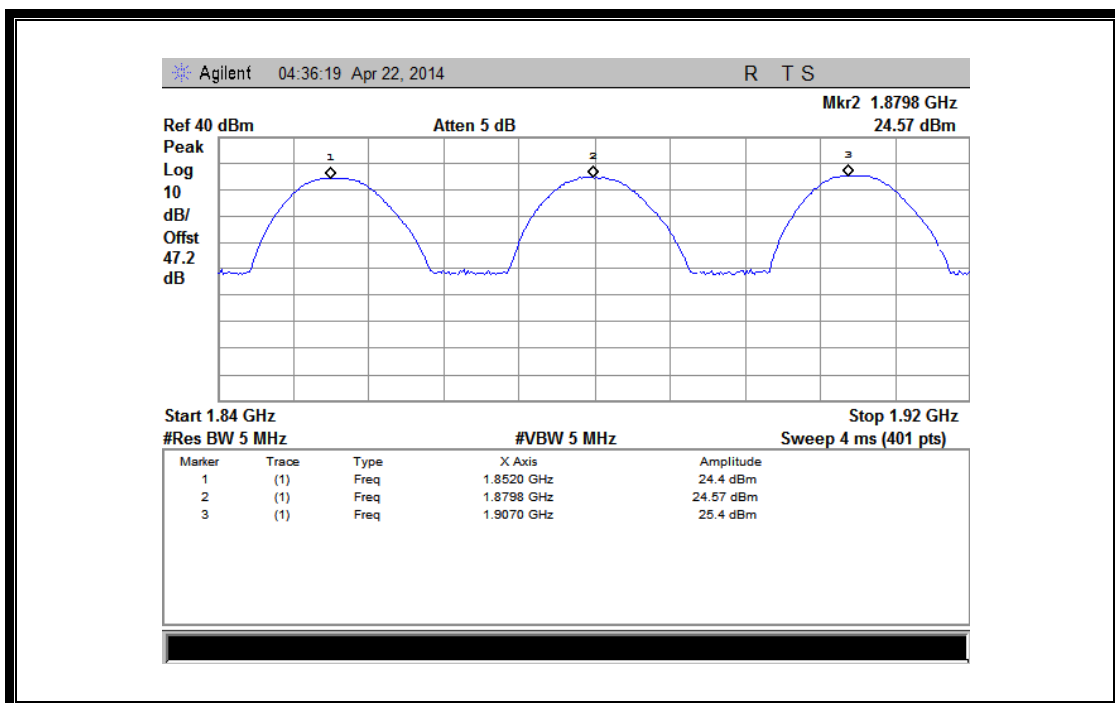 Agilent 04:36:19 Apr 22, 2014 R T S
Mkr2 1.8798 GHz
Ref 40 dBm Atten 5 dB 24.57 dBm
Peak
Log
10
dB/
Offset
47.2
dB
1 2 3
Start 1.84 GHz Stop 1.92 GHz
#Res BW 5 MHz #VBW 5 MHz Sweep 4 ms (401 pts)
Marker Trace Type X Axis Amplitude
1 (1) Freq 1.8520 GHz 24.4 dBm
2 (1) Freq 1.8798 GHz 24.57 dBm
3 (1) Freq 1.9070 GHz 25.4 dBm